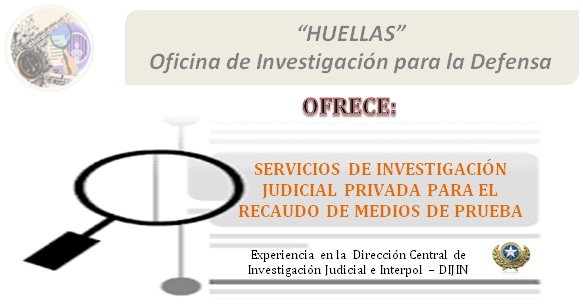 “HUELLAS”
Oficina de Investigación para la Defensa
OFRECE:
SERVICIOS DE INVESTIGACIÓN
JUDICIAL PRIVADA PARA EL
RECAUDO DE MEDIOS DE PRUEBA
Experiencia en la Dirección Central de
Investigación Judicial e Interpol – DIJIN